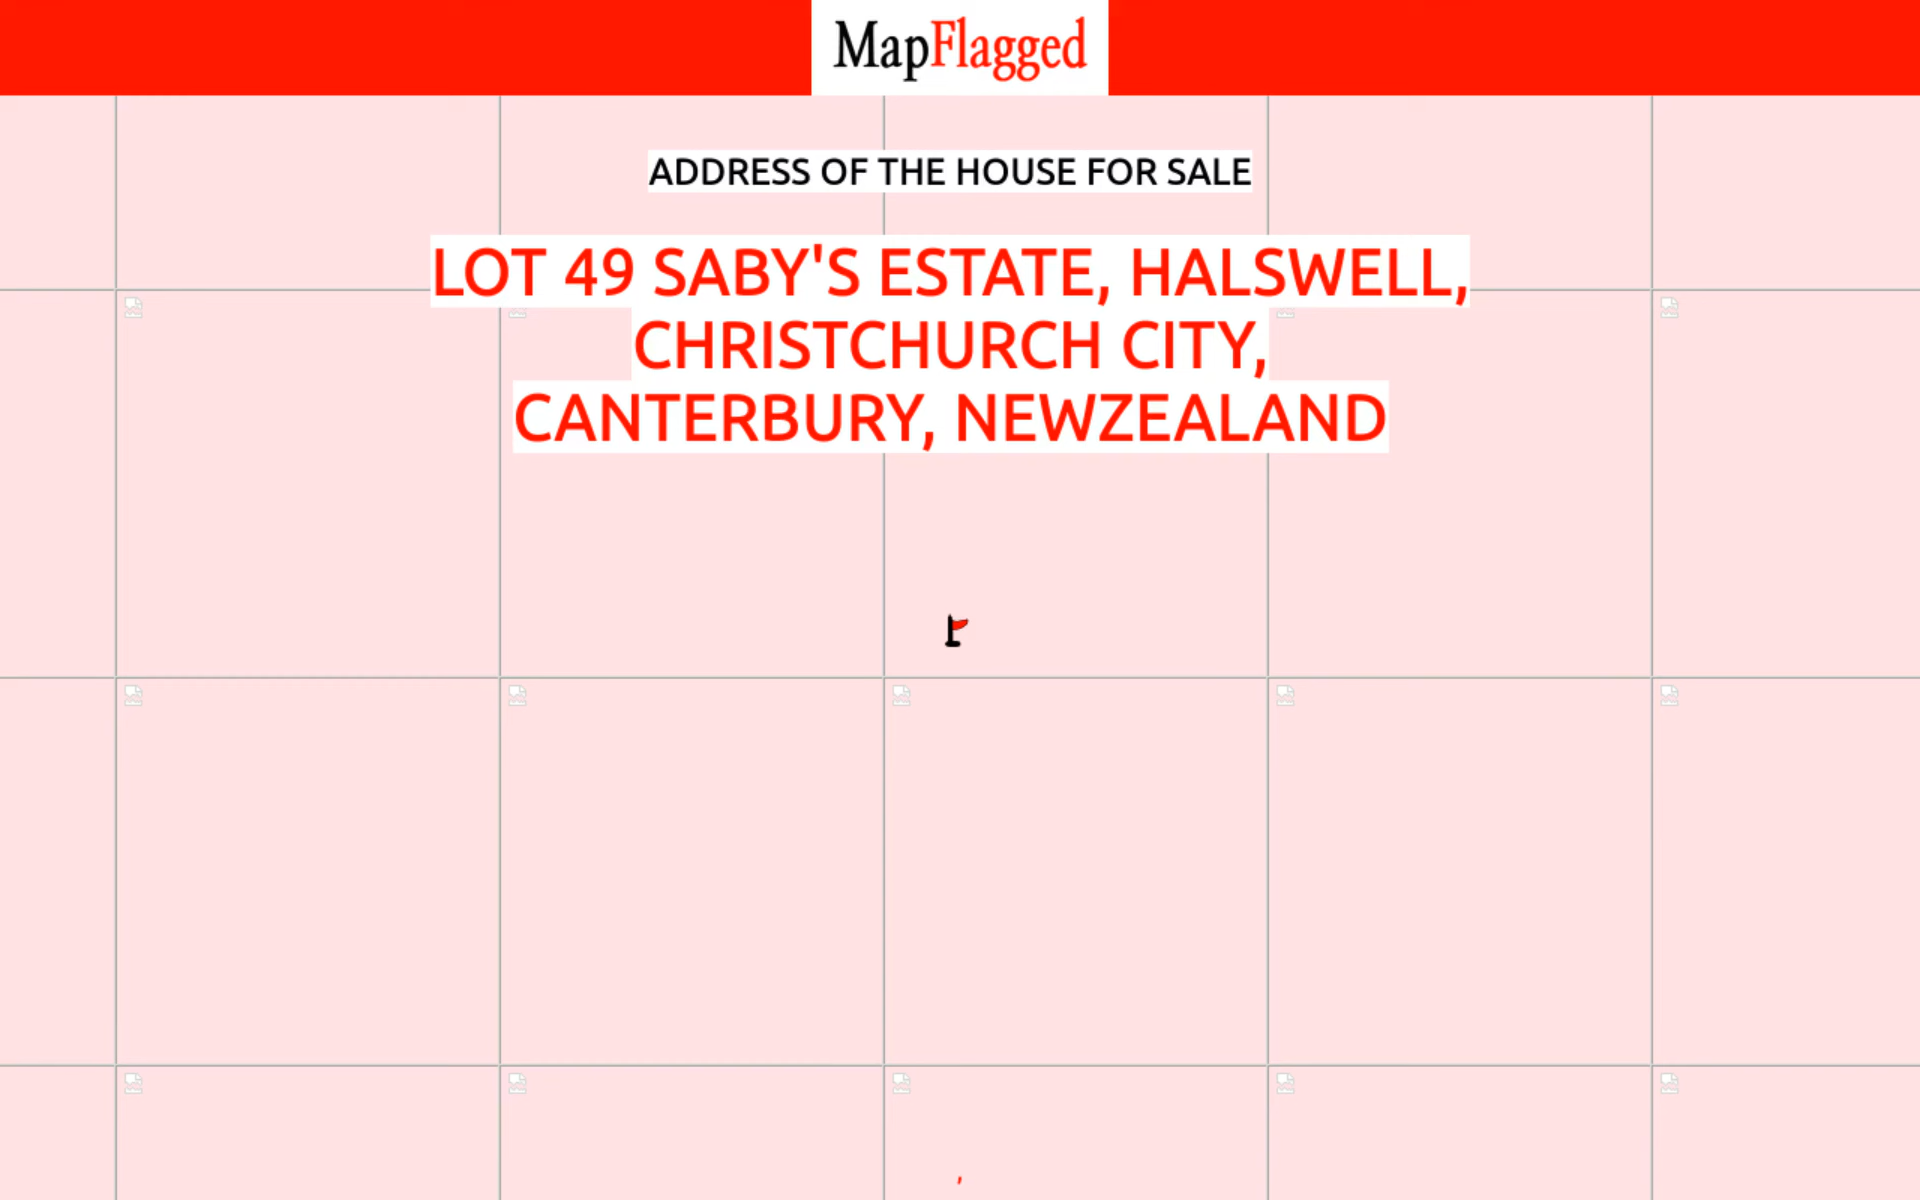 MapFlagged
ADDRESS OF THE HOUSE FOR SALE
LOT 49 SABY'S ESTATE, HALSWELL,
CHRISTCHURCH CITY,
CANTERBURY, NEWZEALAND
,